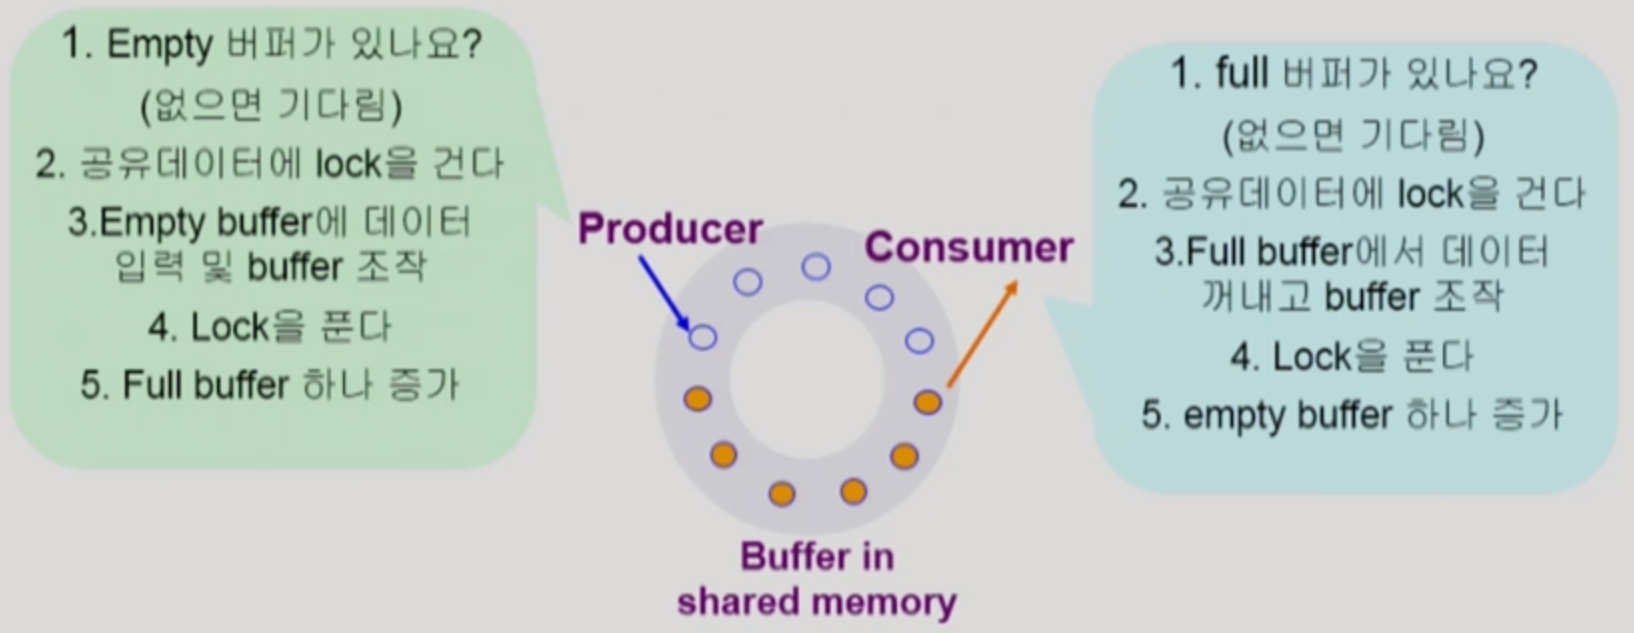 1. Empty 버퍼가 있나요?
(없으면 기다림)
2. 공유데이터에 lock을 건다
3.Empty buffer에 데이터
입력 및 buffer 조작
4. Lock을 푼다
5. Full buffer 하나 증가
Producer
Consumer
Buffer in
shared memory
1. full 버퍼가 있나요?
(없으면 기다림)
2. 공유데이터에 lock을 건다
3.Full buffer에서 데이터
꺼내고 buffer 조작
4. Lock을 푼다
5. empty buffer 하나 증가